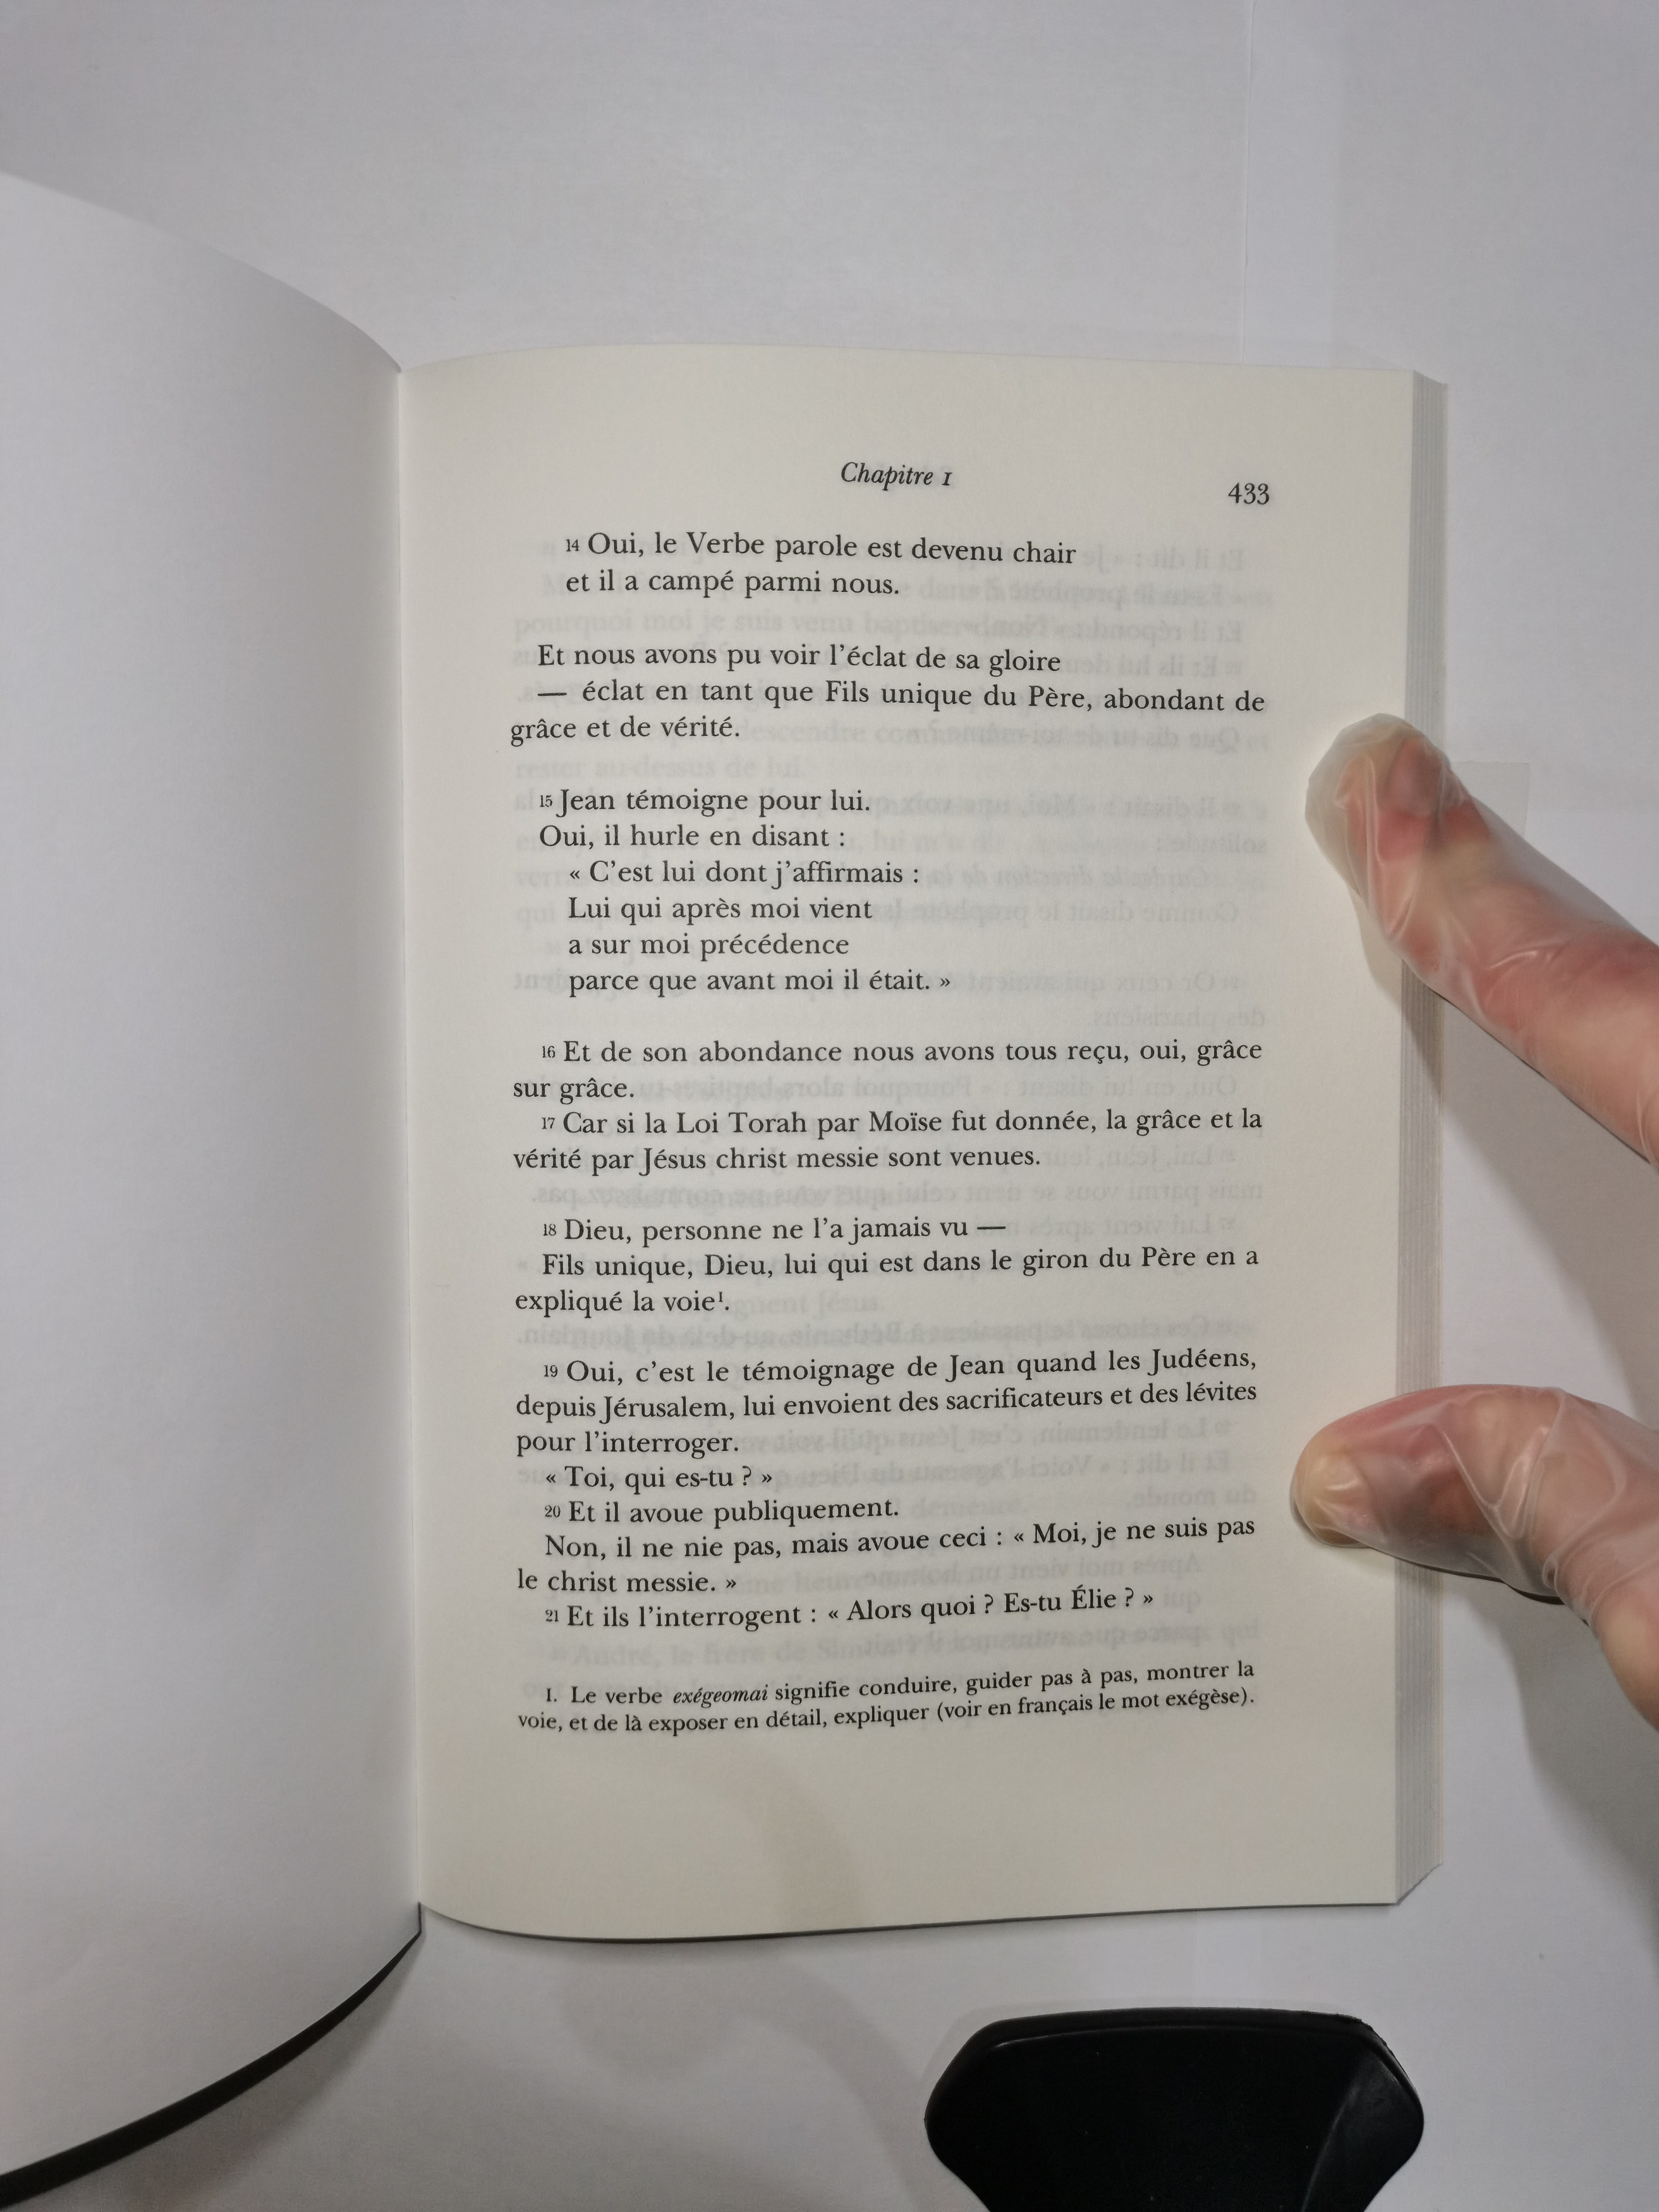 Chapitre 1
433
14 Oui, le Verbe parole est devenu chair
et il a campé parmi nous.
Et nous avons pu voir l'éclat de sa gloire
— éclat en tant que Fils unique du Père, abondant de
grâce et de vérité.
15 Jean témoigne pour lui.
Oui, il hurle en disant :
« C'est lui dont j'affirmais :
Lui qui après moi vient
a sur moi précédence
parce que avant moi il était. »
16 Et de son abondance nous avons tous reçu, oui, grâce
sur grâce.
17 Car si la Loi Torah par Moïse fut donnée, la grâce et la
vérité par Jésus christ messie sont venues.
18 Dieu, personne ne l'a jamais vu —
Fils unique, Dieu, lui qui est dans le giron du Père en a
expliqué la voie¹.
19 Oui, c'est le témoignage de Jean quand les Judéens,
depuis Jérusalem, lui envoient des sacrificateurs et des lévites
pour l'interroger.
« Toi, qui es-tu ? »
20 Et il avoue publiquement.
Non, il ne nie pas, mais avoue ceci : « Moi, je ne suis pas
le christ messie. »
21 Et ils l'interrogent : « Alors quoi ? Es-tu Élie ? »
1. Le verbe exégeomai signifie conduire, guider pas à pas, montrer la
voie, et de là exposer en détail, expliquer (voir en français le mot exégèse).